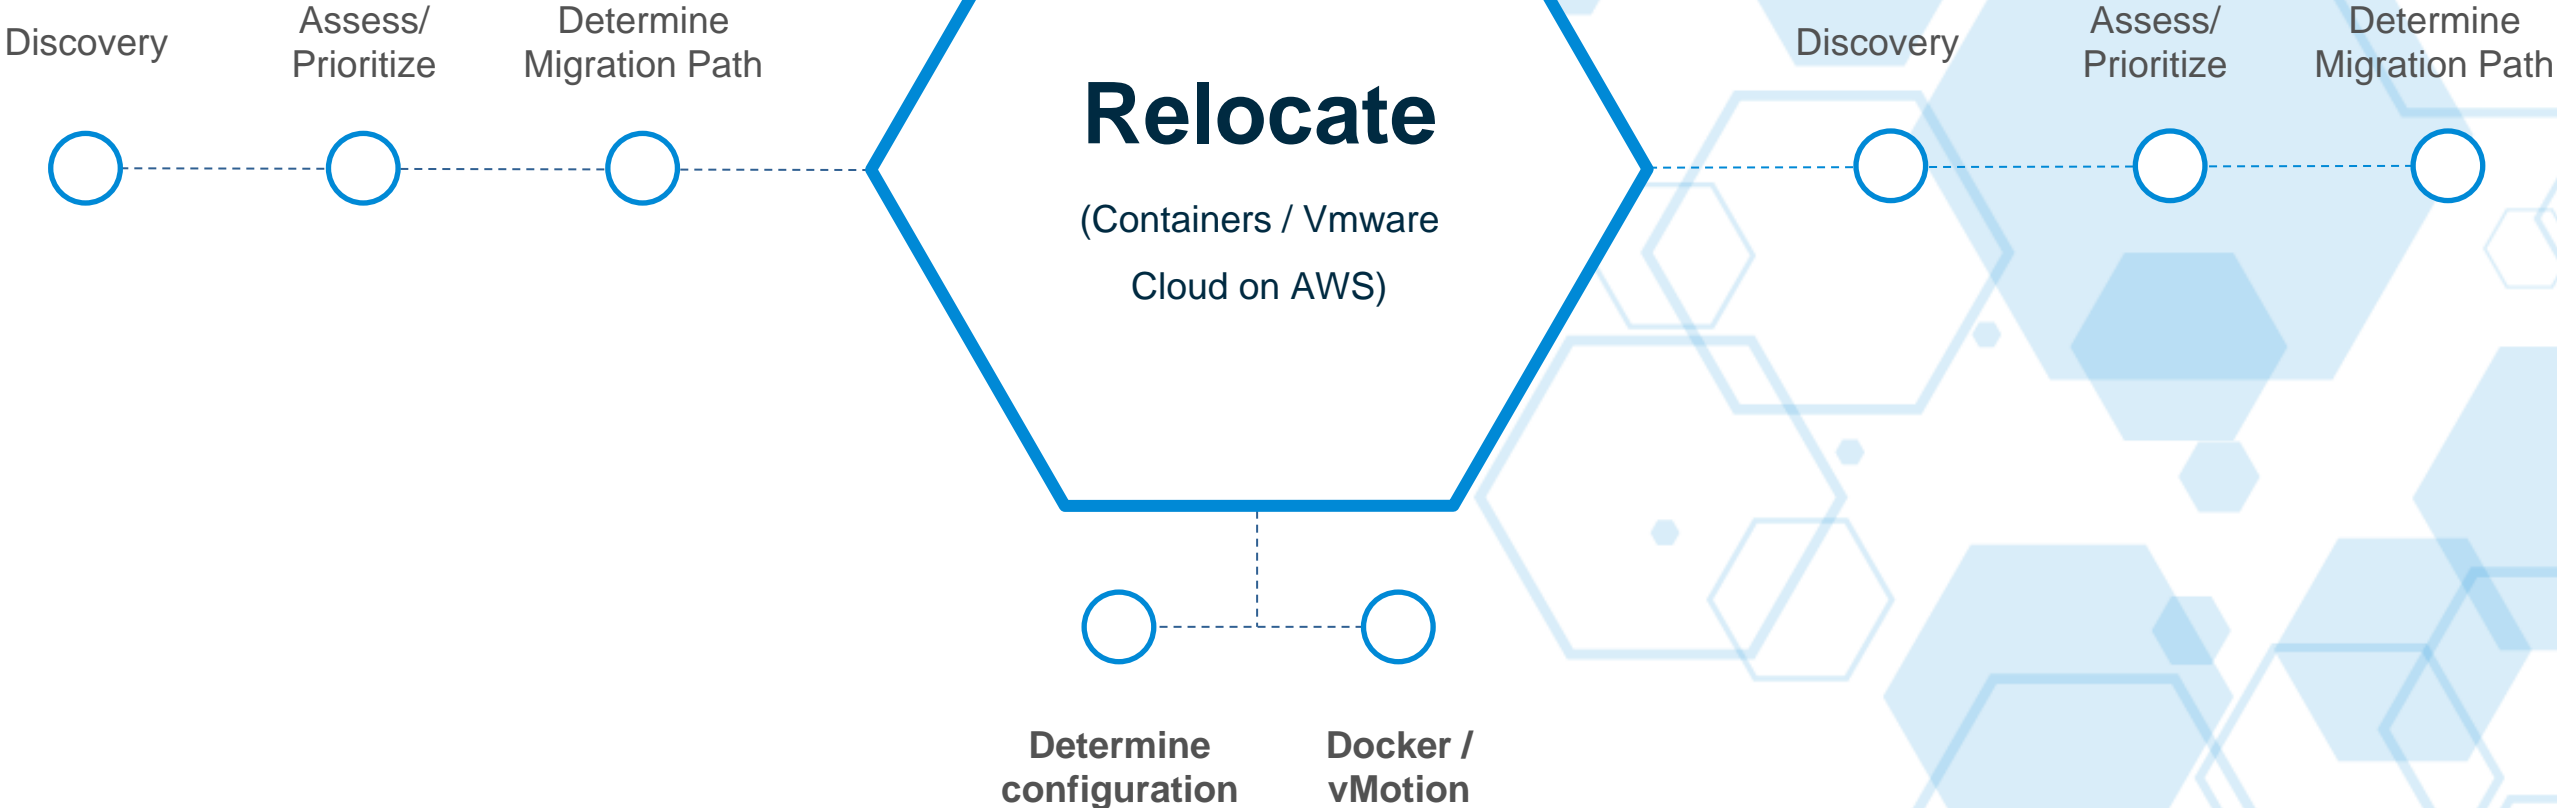 Discovery
Assess/
Prioritize
Determine
Migration Path
Relocate
(Containers / Vmware
Cloud on AWS)
Discovery
Assess/
Prioritize
Determine
Migration Path
Determine
configuration
Docker /
vMotion